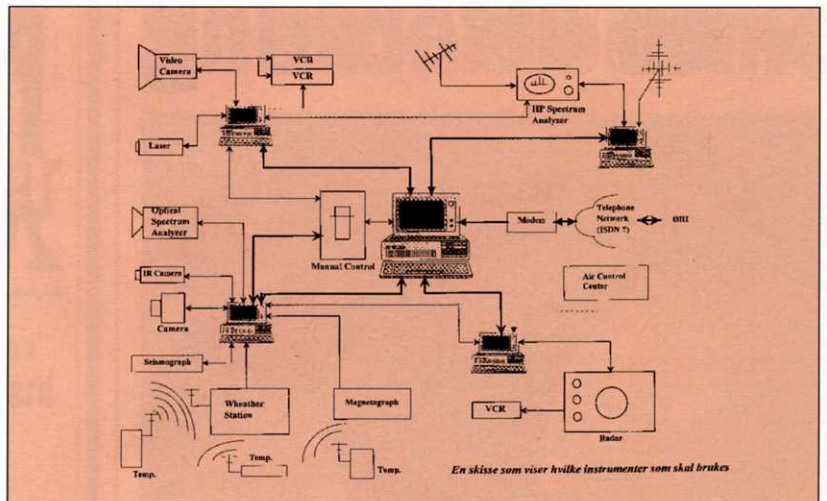 Video
Camera
VCR
VCR
HP Spectrum
Analyzer
Laser
Optical
Spectrum
Analyzer
Manual Control
Modem
Telephone
Network
(ISDN ?)
ØIH
IR Camera
Camera
Air Control
Center
Seismograph
Wheather
Station
Magnetograph
VCR
Radar
Temp.
Temp.
Temp.
En skisse som viser hvilke instrumenter som skal brukes